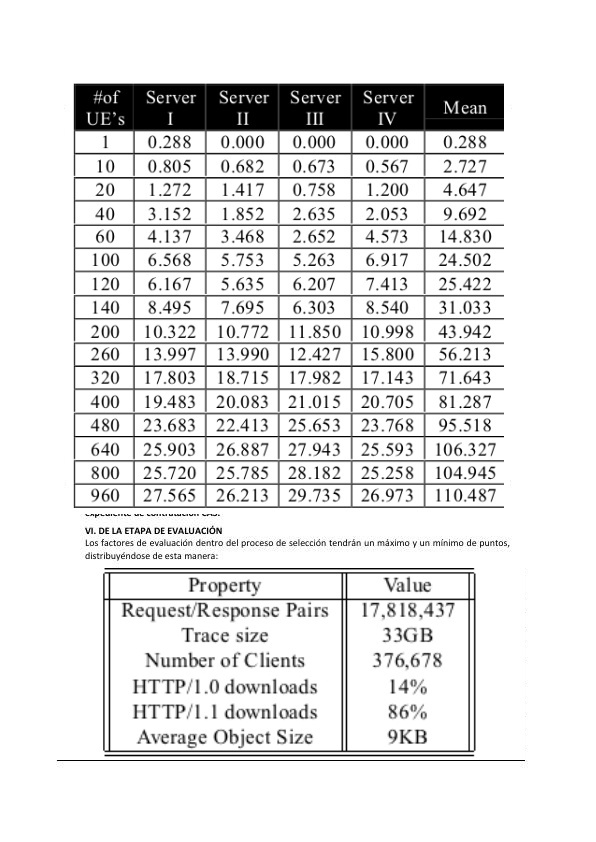 #of UE's Server I Server II Server III Server IV Mean
1 0.288 0.000 0.000 0.000 0.288
10 0.805 0.682 0.673 0.567 2.727
20 1.272 1.417 0.758 1.200 4.647
40 3.152 1.852 2.635 2.053 9.692
60 4.137 3.468 2.652 4.573 14.830
100 6.568 5.753 5.263 6.917 24.502
120 6.167 5.635 6.207 7.413 25.422
140 8.495 7.695 6.303 8.540 31.033
200 10.322 10.772 11.850 10.998 43.942
260 13.997 13.990 12.427 15.800 56.213
320 17.803 18.715 17.982 17.143 71.643
400 19.483 20.083 21.015 20.705 81.287
480 23.683 22.413 25.653 23.768 95.518
640 25.903 26.887 27.943 25.593 106.327
800 25.720 25.785 28.182 25.258 104.945
960 27.565 26.213 29.735 26.973 110.487
expediente de contratación CAS.
VI. DE LA ETAPA DE EVALUACIÓN
Los factores de evaluación dentro del proceso de selección tendrán un máximo y un mínimo de puntos,
distribuyéndose de esta manera:
Property Value
Request/Response Pairs 17,818,437
Trace size 33GB
Number of Clients 376,678
HTTP/1.0 downloads 14%
HTTP/1.1 downloads 86%
Average Object Size 9KB